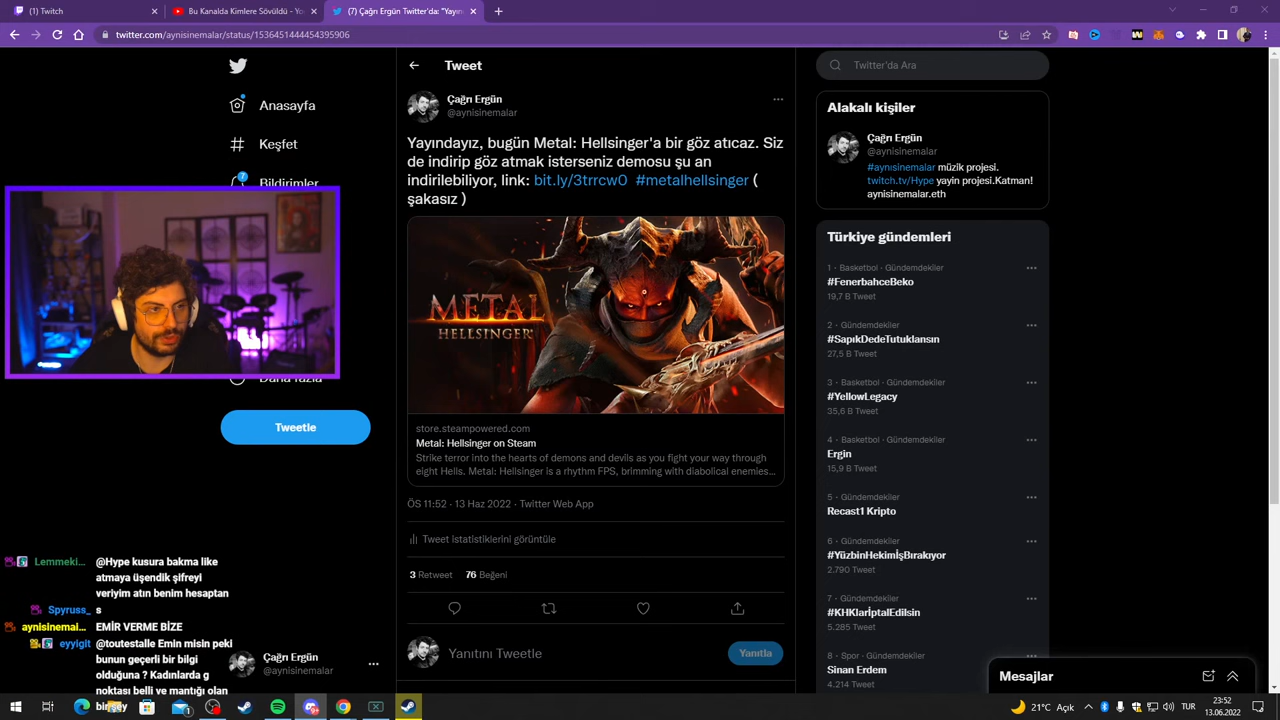 (1) Twitch
Bu Kanalda Kimlere Sövüldü - Yo
(7) Çağrı Ergün Twitter'da: "Yayın
twitter.com/aynisinemalar/status/1536451444454395906
Anasayfa
Keşfet
7
Bildirimler
Daha fazla
Tweetle
Tweet
Çağrı Ergün
@aynisinemalar
Yayındayız, bugün Metal: Hellsinger'a bir göz atıcaz. Siz
de indirip göz atmak isterseniz demosu şu an
indirilebiliyor, link: bit.ly/3trrcw0 #metalhellsinger (
şakasız )
METAL
HELLSINGER
store.steampowered.com
Metal: Hellsinger on Steam
Strike terror into the hearts of demons and devils as you fight your way through
eight Hells. Metal: Hellsinger is a rhythm FPS, brimming with diabolical enemies...
ÖS 11:52 · 13 Haz 2022 · Twitter Web App
Tweet istatistiklerini görüntüle
3 Retweet 76 Beğeni
Yanıtını Tweetle
Yanıtla
Twitter'da Ara
Alakalı kişiler
Çağrı Ergün
@aynisinemalar
#aynısinemalar müzik projesi.
twitch.tv/Hype yayin projesi.Katman!
aynisinemalar.eth
Türkiye gündemleri
1 · Basketbol · Gündemdekiler
#FenerbahceBeko
19,7 B Tweet
2 · Gündemdekiler
#SapıkDedeTutuklansın
27,5 B Tweet
3 · Basketbol · Gündemdekiler
#YellowLegacy
35,6 B Tweet
4 · Basketbol · Gündemdekiler
Ergin
15,9 B Tweet
5 · Gündemdekiler
Recast1 Kripto
6 · Gündemdekiler
#YüzbinHekimİşBırakıyor
2.790 Tweet
7 · Gündemdekiler
#KHKlarİptalEdilsin
5.285 Tweet
8 · Spor · Gündemdekiler
Sinan Erdem
4.214 Tweet
Mesajlar
Lemmeki... @Hype kusura bakma like
atmaya üşendik şifreyi
veriyim atın benim hesaptan
Spyruss_ s
aynisinemal... EMİR VERME BİZE
eyyigit @toutestalle Emin misin peki
bunun geçerli bir bilgi
olduğuna ? Kadınlarda g
noktası belli ve mantığı olan
Çağrı Ergün
@aynisinemalar
21°C Açık
TUR
23:52
13.06.2022